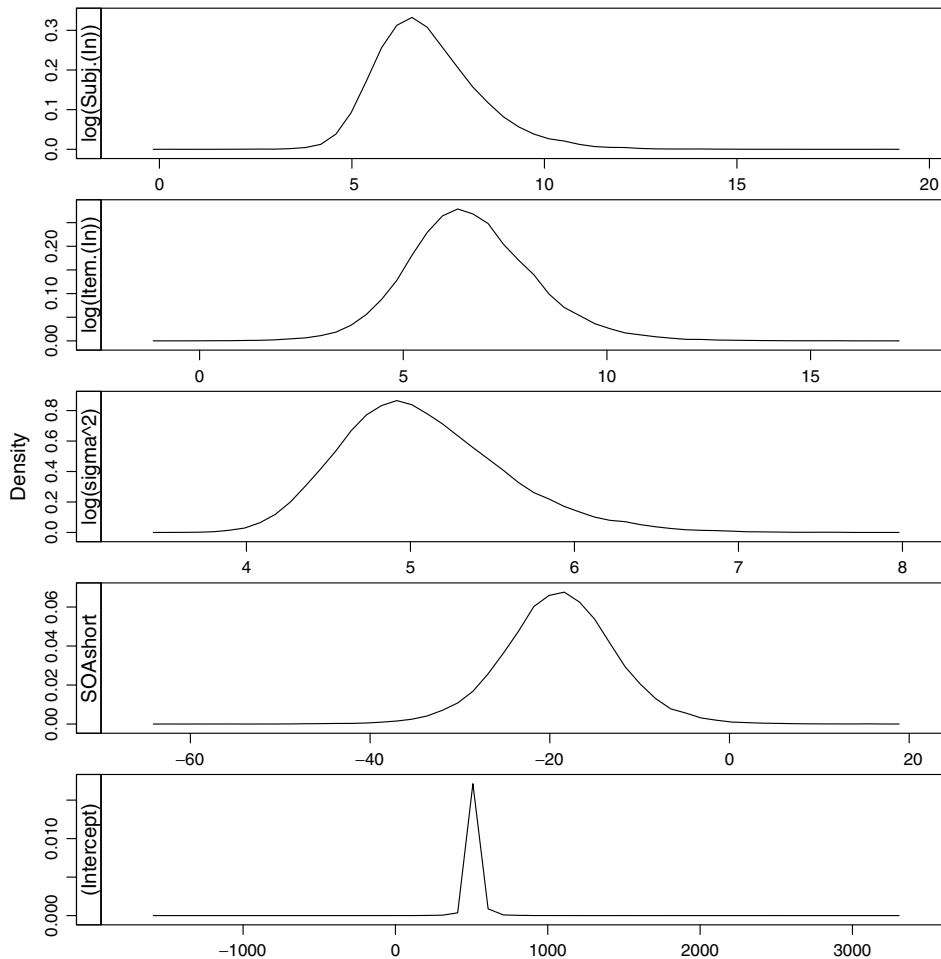 log(Subj.(In))
0.0 0.1 0.2 0.3
0 5 10 15 20
log(Item.(In))
0.00 0.10 0.20
0 5 10 15
Density
log(sigma^2)
0.0 0.2 0.4 0.6 0.8
4 5 6 7 8
SOAshort
0.00 0.02 0.04 0.06
−60 −40 −20 0 20
(Intercept)
0.000 0.010
−1000 0 1000 2000 3000